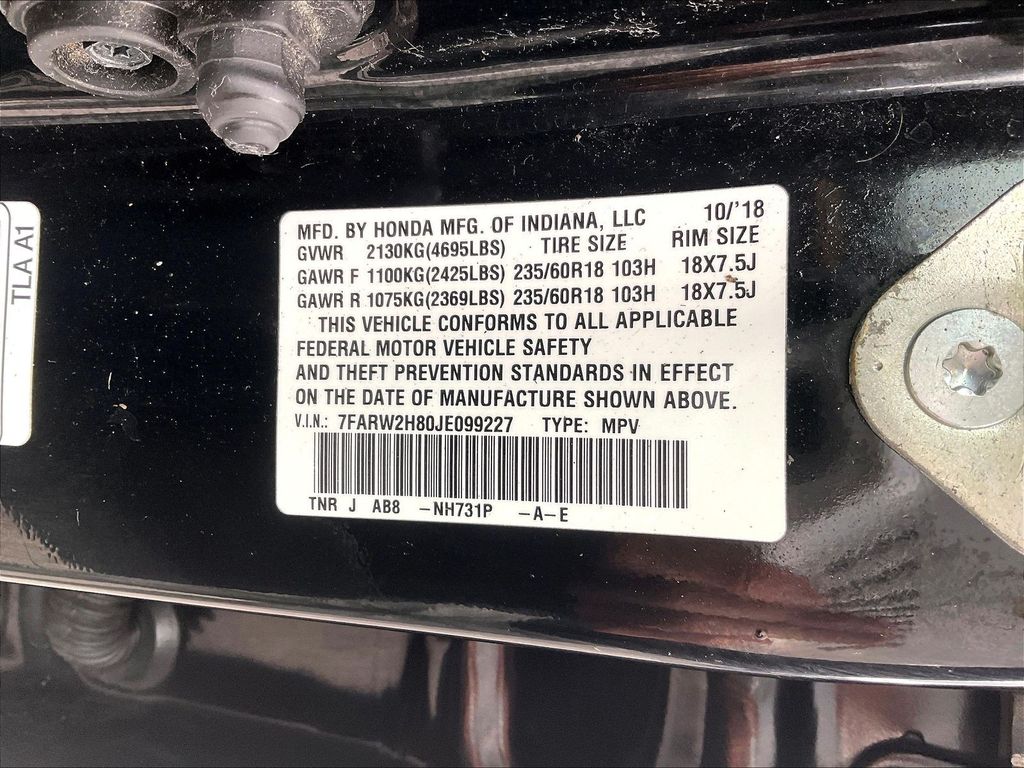 MFD. BY HONDA MFG. OF INDIANA, LLC 10/'18
GVWR 2130KG(4695LBS) TIRE SIZE RIM SIZE
GAWR F 1100KG(2425LBS) 235/60R18 103H 18X7.5J
GAWR R 1075KG(2369LBS) 235/60R18 103H 18X7.5J
THIS VEHICLE CONFORMS TO ALL APPLICABLE
FEDERAL MOTOR VEHICLE SAFETY
AND THEFT PREVENTION STANDARDS IN EFFECT
ON THE DATE OF MANUFACTURE SHOWN ABOVE.
V.I.N.: 7FARW2H80JE099227 TYPE: MPV
TNR J AB8 -NH731P -A-E
TLA A1